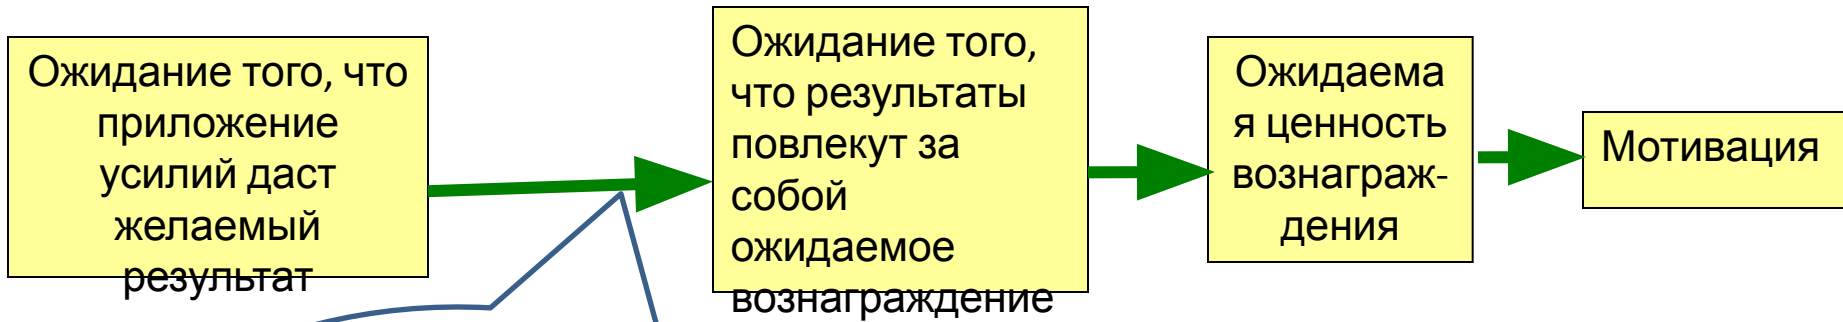 Ожидание того, что
приложение
усилий даст
желаемый
результат
Ожидание того,
что результаты
повлекут за
собой
ожидаемое
вознаграждение
Ожидаема
я ценность
вознаграж-
дения
Мотивация